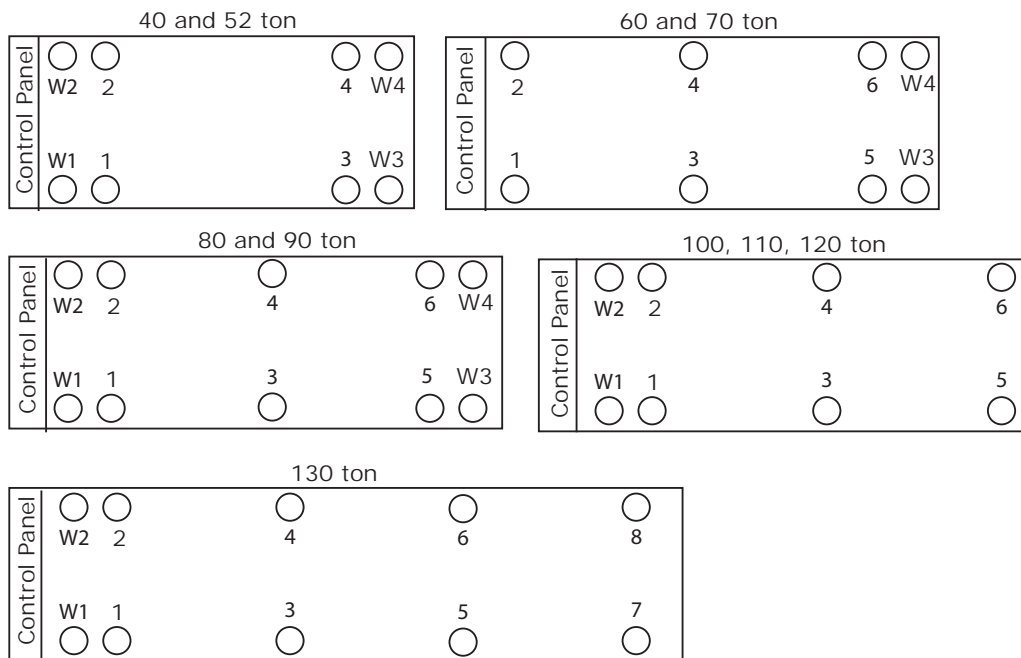 40 and 52 ton
Control Panel
W2 2 4 W4
W1 1 3 W3
60 and 70 ton
Control Panel
2 4 6 W4
1 3 5 W3
80 and 90 ton
Control Panel
W2 2 4 6 W4
W1 1 3 5 W3
100, 110, 120 ton
Control Panel
W2 2 4 6
W1 1 3 5
130 ton
Control Panel
W2 2 4 6 8
W1 1 3 5 7